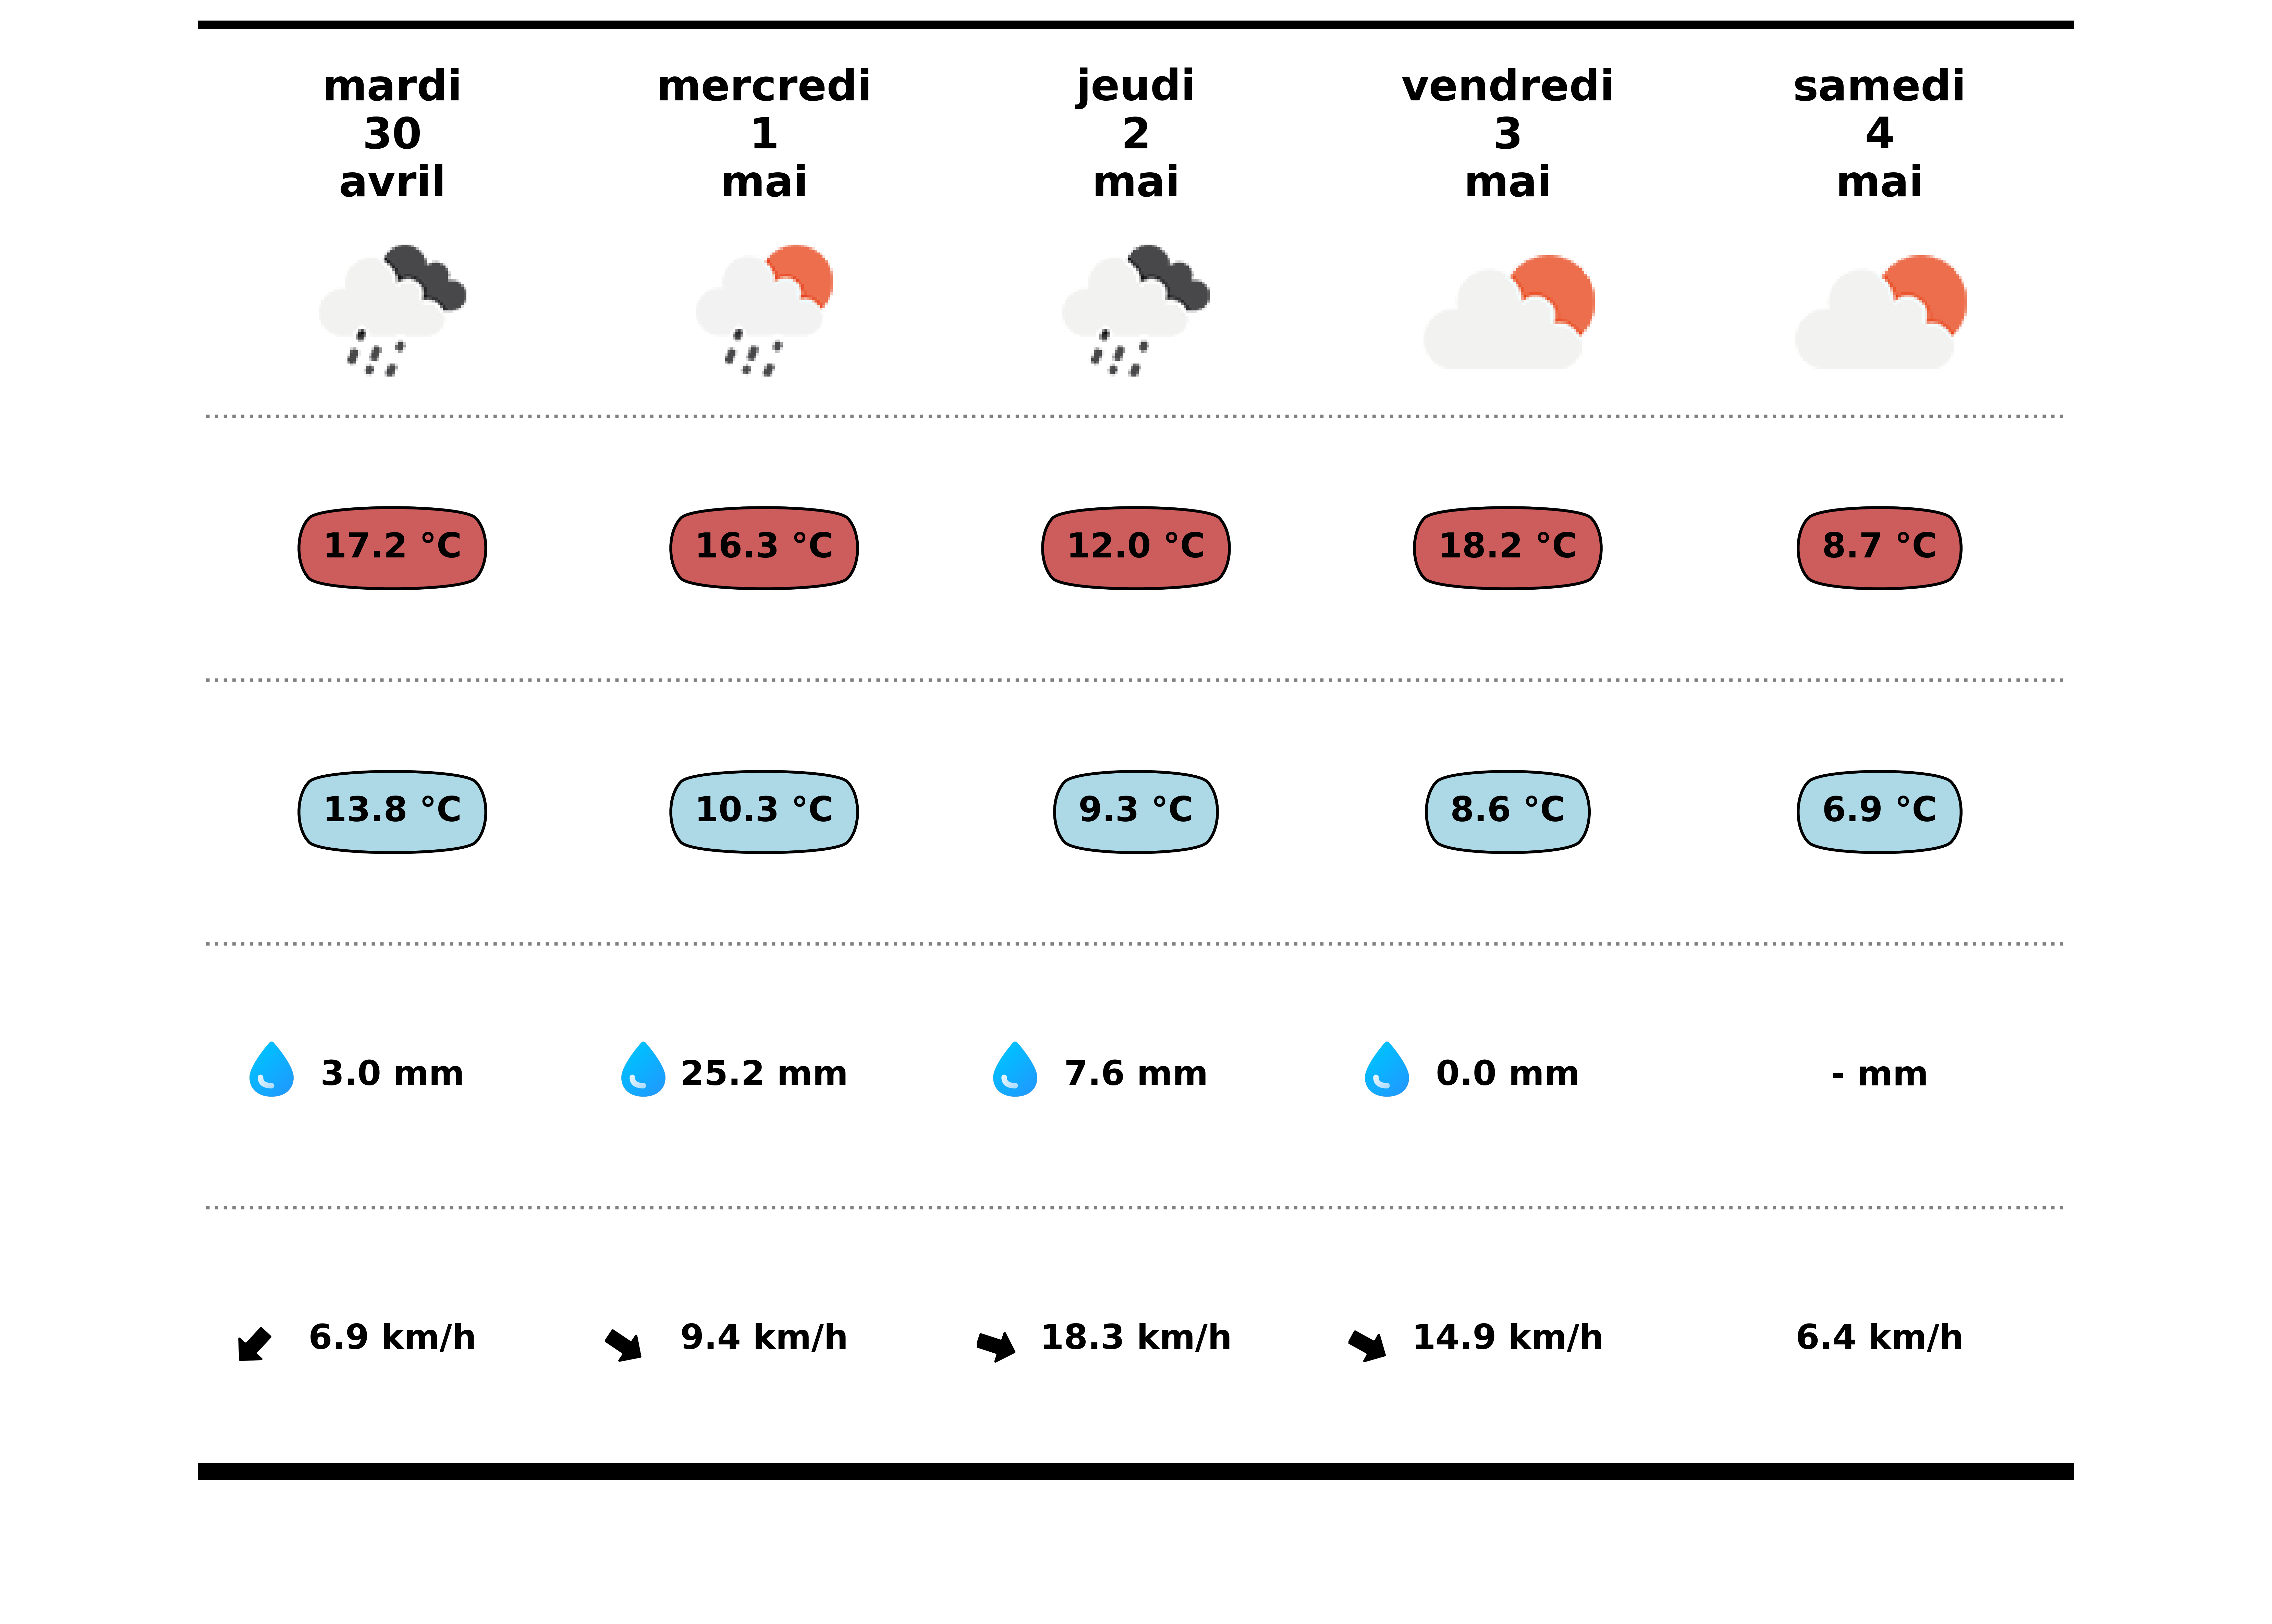 mardi mercredi jeudi vendredi samedi
30 1 2 3 4
avril mai mai mai mai
17.2 °C 16.3 °C 12.0 °C 18.2 °C 8.7 °C
13.8 °C 10.3 °C 9.3 °C 8.6 °C 6.9 °C
3.0 mm 25.2 mm 7.6 mm 0.0 mm - mm
6.9 km/h 9.4 km/h 18.3 km/h 14.9 km/h 6.4 km/h